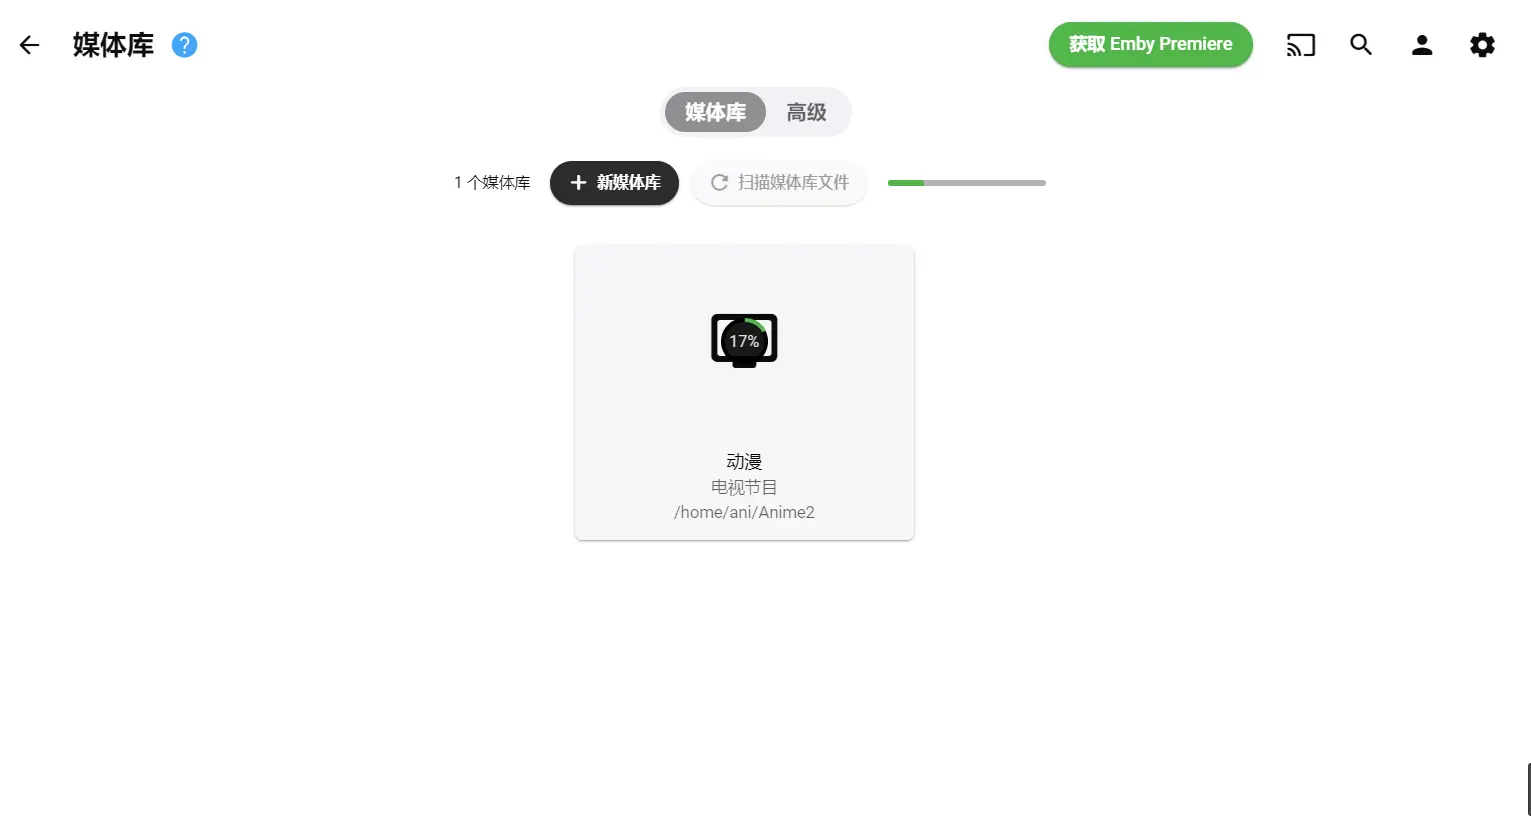 媒体库 ?
获取 Emby Premiere
媒体库 高级
1 个媒体库
+ 新媒体库
扫描媒体库文件
17%
动漫
电视节目
/home/ani/Anime2